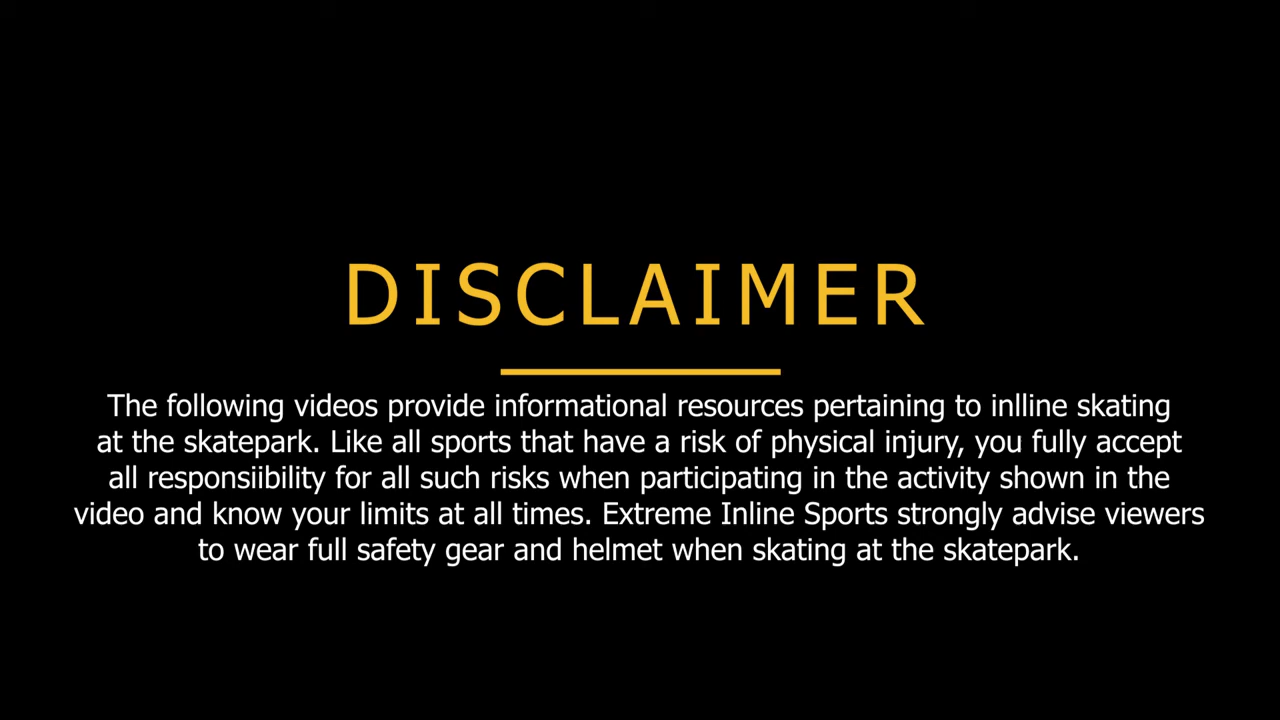 DISCLAIMER
The following videos provide informational resources pertaining to inlline skating
at the skatepark. Like all sports that have a risk of physical injury, you fully accept
all responsiibility for all such risks when participating in the activity shown in the
video and know your limits at all times. Extreme Inline Sports strongly advise viewers
to wear full safety gear and helmet when skating at the skatepark.